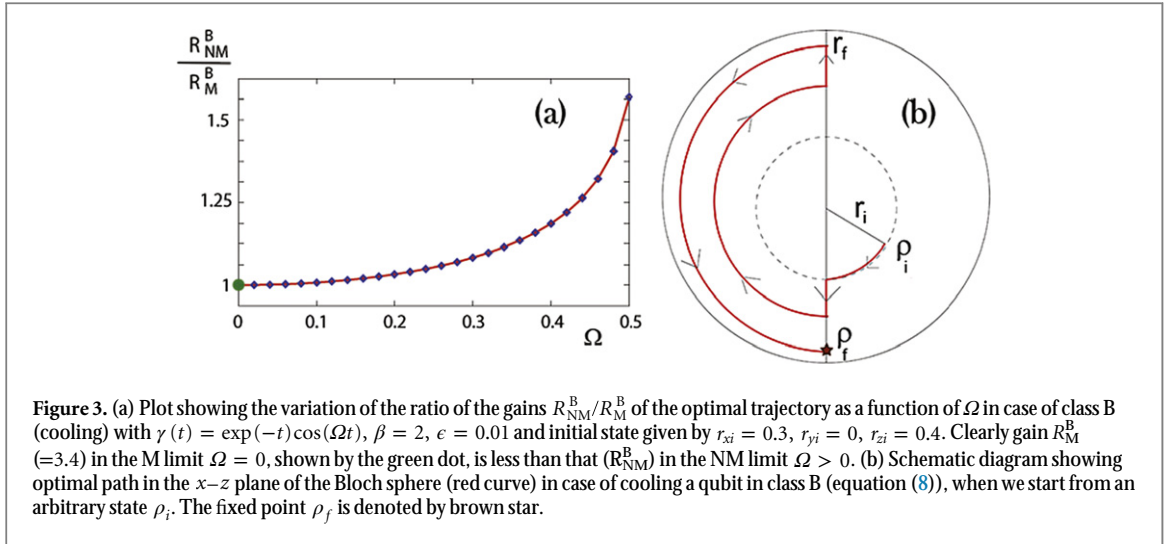 R^B_NM
R^B_M
(a)
1.5
1.25
1
0
0.1
0.2
0.3
0.4
0.5
Ω
r_f
(b)
r_i
ρ_i
ρ_f
Figure 3. (a) Plot showing the variation of the ratio of the gains R^B_NM/R^B_M of the optimal trajectory as a function of Ω in case of class B
(cooling) with γ(t) = exp(−t)cos(Ωt), β = 2, ϵ = 0.01 and initial state given by r_xi = 0.3, r_yi = 0, r_zi = 0.4. Clearly gain R^B_M
(=3.4) in the M limit Ω = 0, shown by the green dot, is less than that (R^B_NM) in the NM limit Ω > 0. (b) Schematic diagram showing
optimal path in the x–z plane of the Bloch sphere (red curve) in case of cooling a qubit in class B (equation (8)), when we start from an
arbitrary state ρ_i. The fixed point ρ_f is denoted by brown star.